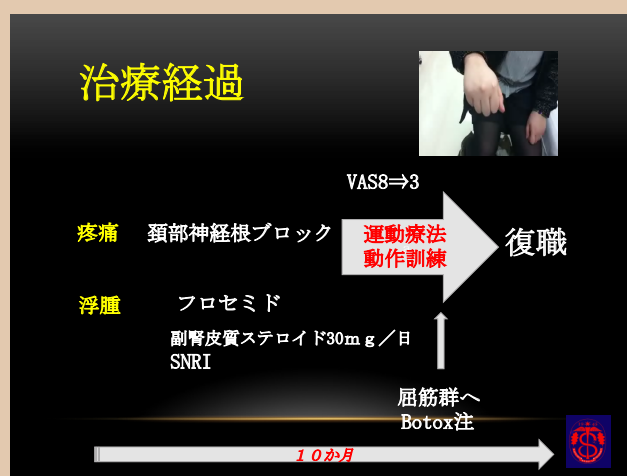 治療経過
VAS8⇒3
疼痛 頚部神経根ブロック 運動療法 復職
動作訓練
浮腫 フロセミド
副腎皮質ステロイド30mg/日
SNRI
屈筋群へ
Botox注
10か月